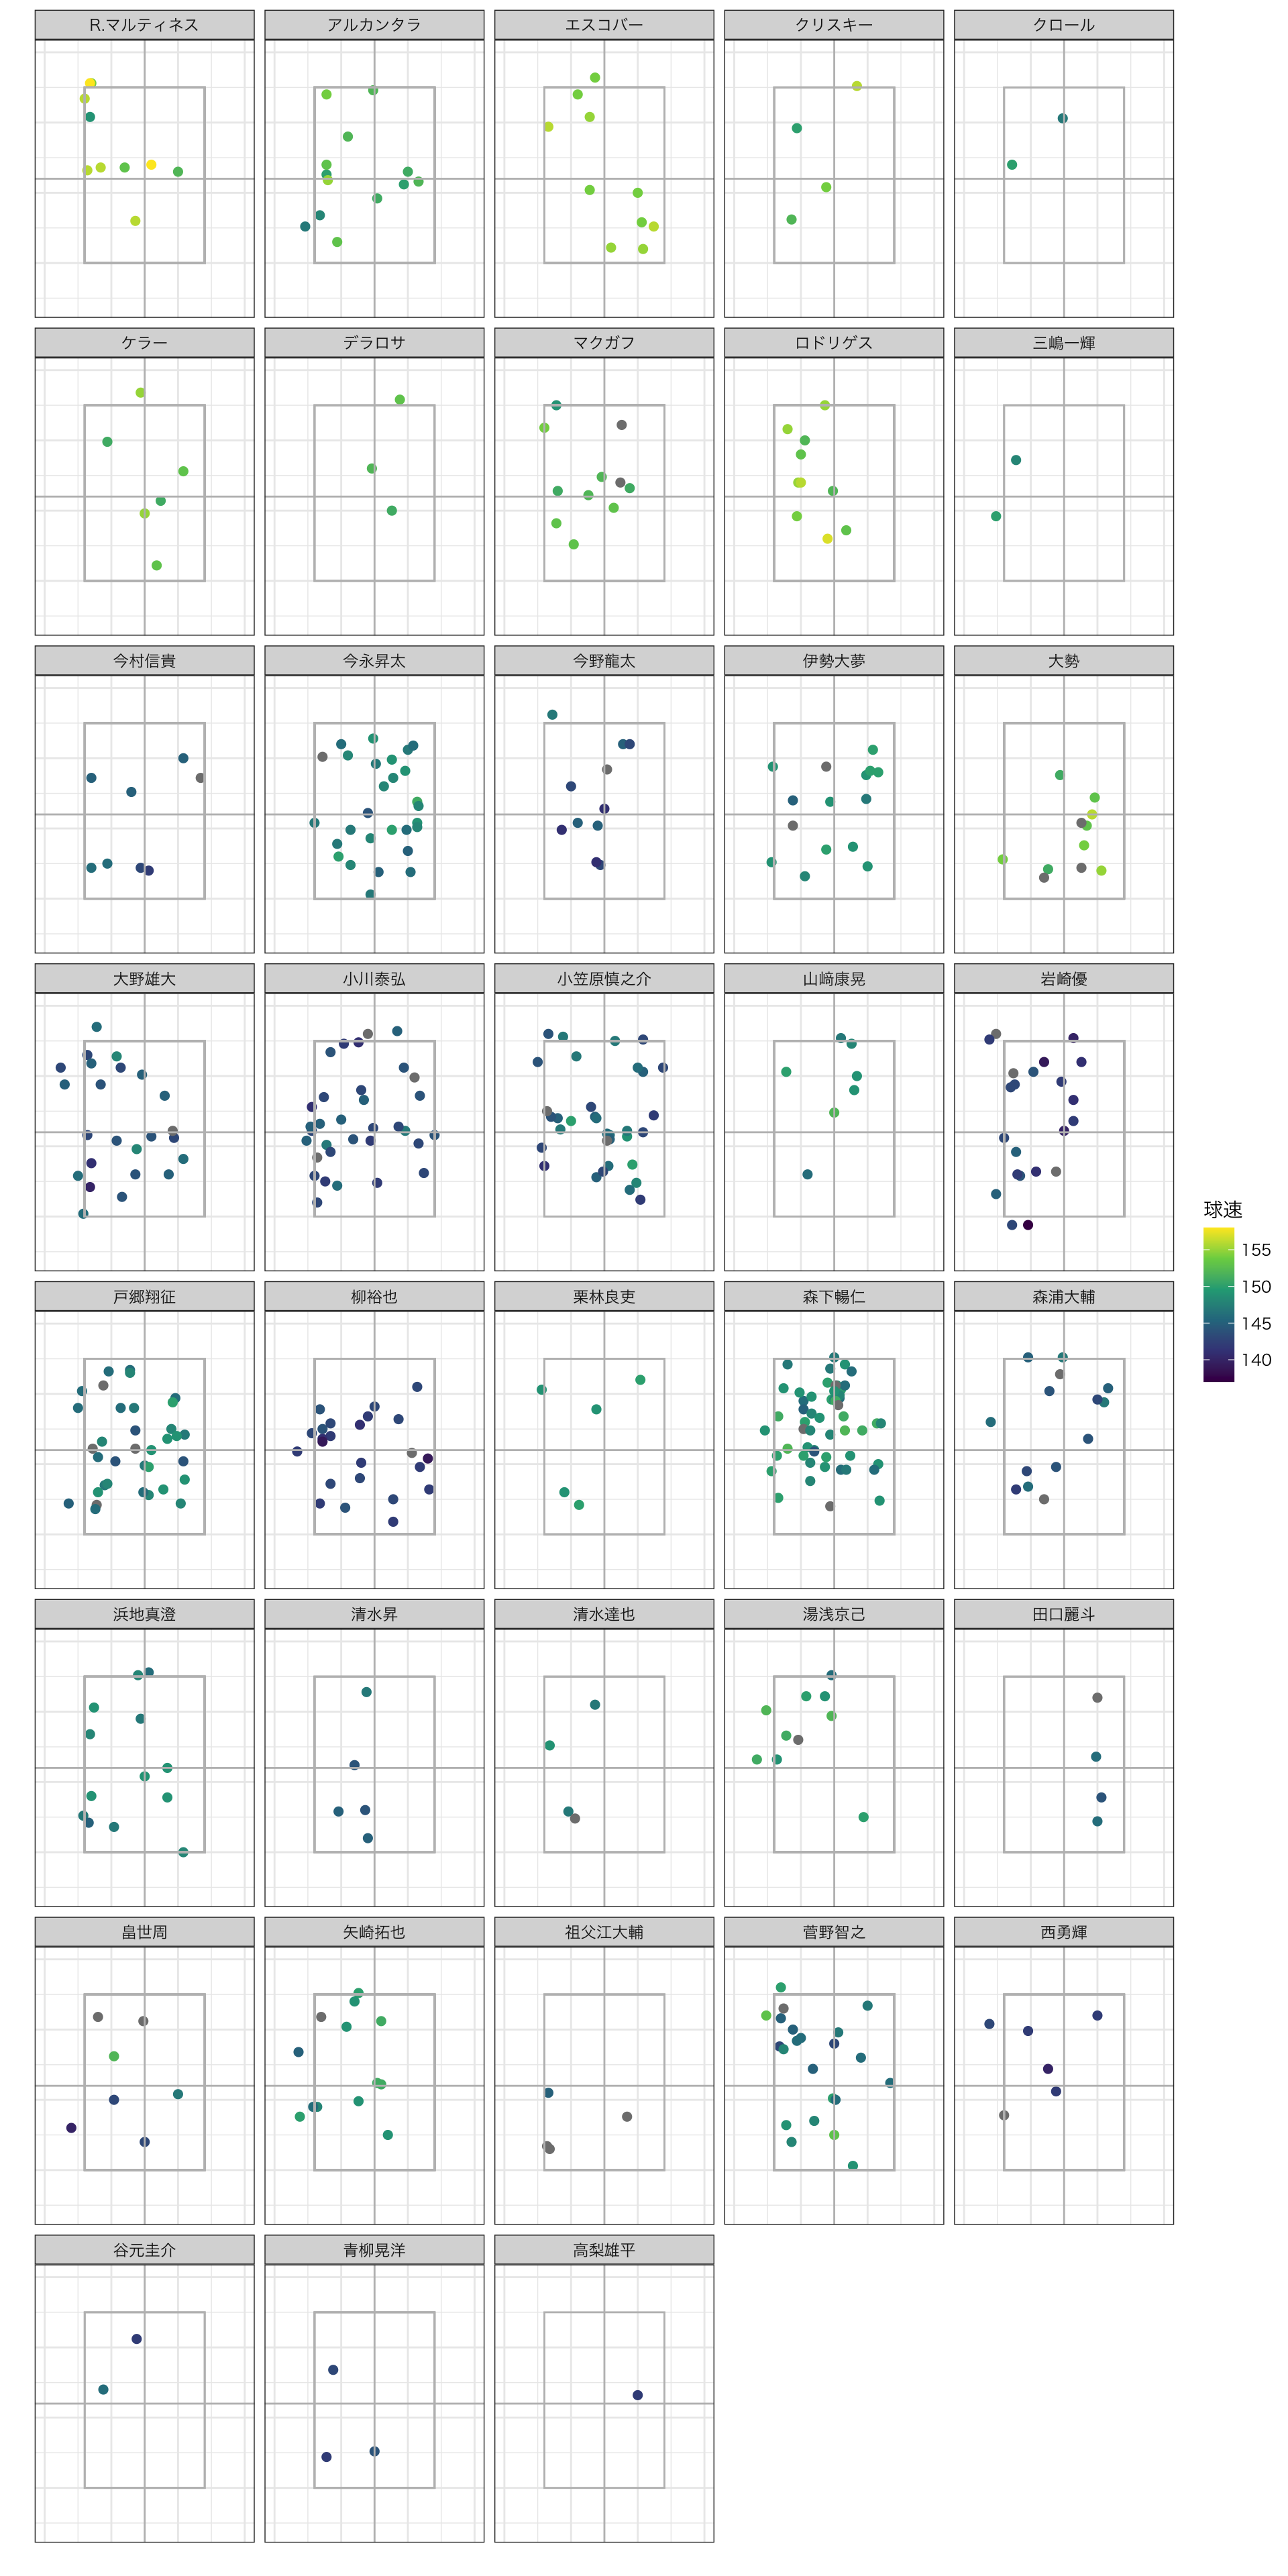 R.マルティネス
アルカンタラ
エスコバー
クリスキー
クロール
ケラー
デラロサ
マクガフ
ロドリゲス
三嶋一輝
今村信貴
今永昇太
今野龍太
伊勢大夢
大勢
大野雄大
小川泰弘
小笠原慎之介
山﨑康晃
岩崎優
戸郷翔征
柳裕也
栗林良吏
森下暢仁
森浦大輔
浜地真澄
清水昇
清水達也
湯浅京己
田口麗斗
畠世周
矢崎拓也
祖父江大輔
菅野智之
西勇輝
谷元圭介
青柳晃洋
高梨雄平
球速
155
150
145
140